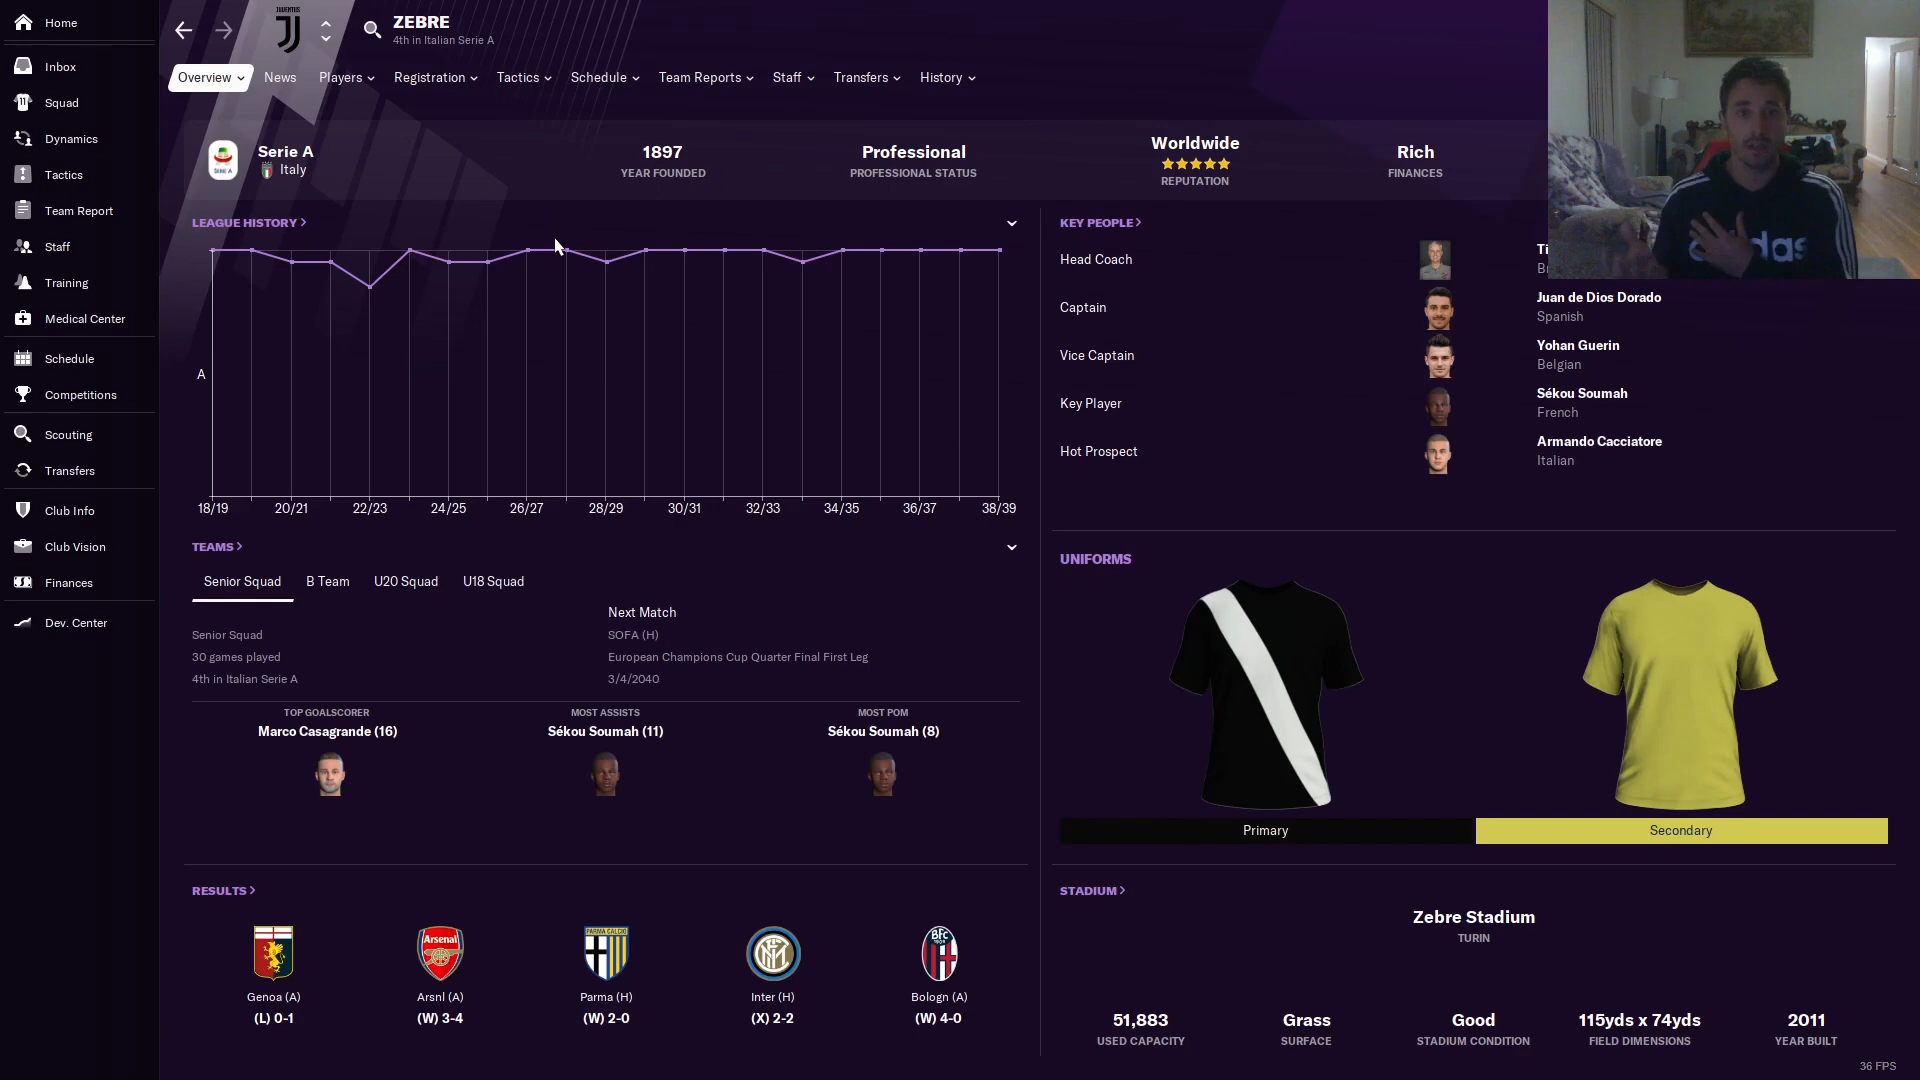 Home
Inbox
Squad
Dynamics
Tactics
Team Report
Staff
Training
Medical Center
Schedule
Competitions
Scouting
Transfers
Club Info
Club Vision
Finances
Dev. Center
JUVENTUS
ZEBRE
4th in Italian Serie A
Overview News Players Registration Tactics Schedule Team Reports Staff Transfers History
Serie A
Italy
1897
YEAR FOUNDED
Professional
PROFESSIONAL STATUS
Worldwide
REPUTATION
Rich
FINANCES
adidas
LEAGUE HISTORY
A
18/19 20/21 22/23 24/25 26/27 28/29 30/31 32/33 34/35 36/37 38/39
KEY PEOPLE
Head Coach
Captain
Juan de Dios Dorado
Spanish
Vice Captain
Yohan Guerin
Belgian
Key Player
Sékou Soumah
French
Hot Prospect
Armando Cacciatore
Italian
TEAMS
Senior Squad B Team U20 Squad U18 Squad
Next Match
Senior Squad SOFA (H)
30 games played European Champions Cup Quarter Final First Leg
4th in Italian Serie A 3/4/2040
TOP GOALSCORER
Marco Casagrande (16)
MOST ASSISTS
Sékou Soumah (11)
MOST POM
Sékou Soumah (8)
UNIFORMS
Primary Secondary
RESULTS
Arsenal
PARMA CALCIO
BFC
1909
Genoa (A) Arsnl (A) Parma (H) Inter (H) Bologn (A)
(L) 0-1 (W) 3-4 (W) 2-0 (X) 2-2 (W) 4-0
STADIUM
Zebre Stadium
TURIN
51,883
USED CAPACITY
Grass
SURFACE
Good
STADIUM CONDITION
115yds x 74yds
FIELD DIMENSIONS
2011
YEAR BUILT
36 FPS